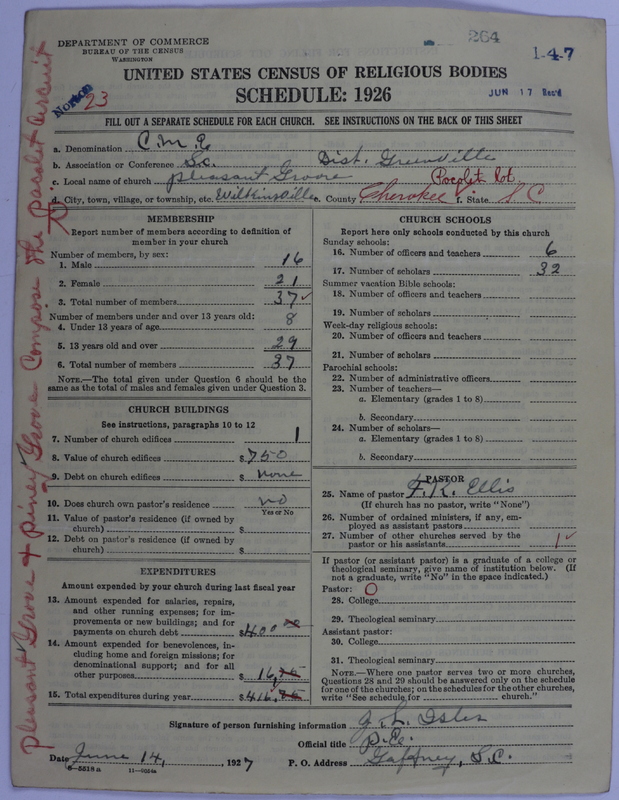 DEPARTMENT OF COMMERCE
BUREAU OF THE CENSUS
WASHINGTON
264
1-4-7
UNITED STATES CENSUS OF RELIGIOUS BODIES
SCHEDULE: 1926
JUN 17 Rec'd
Norton
23
FILL OUT A SEPARATE SCHEDULE FOR EACH CHURCH. SEE INSTRUCTIONS ON THE BACK OF THIS SHEET
a. Denomination C. M. E
b. Association or Conference S.C. Dist. Greenville
c. Local name of church pleasant Groove Pacolet Cot.
d. City, town, village, or township, etc. Wilkinsville e. County Cherokee f. State S. C
MEMBERSHIP
Report number of members according to definition of
member in your church
Number of members, by sex:
1. Male 16
2. Female 21
3. Total number of members 37 ✓
Number of members under and over 13 years old:
4. Under 13 years of age 8
5. 13 years old and over 29
6. Total number of members 37
NOTE.—The total given under Question 6 should be the
same as the total of males and females given under Question 3.
CHURCH BUILDINGS
See instructions, paragraphs 10 to 12
7. Number of church edifices 1
8. Value of church edifices $ 750
9. Debt on church edifices $ none
10. Does church own pastor's residence no
Yes or No
11. Value of pastor's residence (if owned by
church) $
12. Debt on pastor's residence (if owned by
church) $
EXPENDITURES
Amount expended by your church during last fiscal year
13. Amount expended for salaries, repairs,
and other running expenses; for im-
provements or new buildings; and for
payments on church debt $ 400 00
14. Amount expended for benevolences, in-
cluding home and foreign missions; for
denominational support; and for all
other purposes $ 16,75
15. Total expenditures during year $ 416,75
CHURCH SCHOOLS
Report here only schools conducted by this church
Sunday schools:
16. Number of officers and teachers 6
17. Number of scholars 32
Summer vacation Bible schools:
18. Number of officers and teachers
19. Number of scholars
Week-day religious schools:
20. Number of officers and teachers
21. Number of scholars
Parochial schools:
22. Number of administrative officers
23. Number of teachers—
a. Elementary (grades 1 to 8)
b. Secondary
24. Number of scholars—
a. Elementary (grades 1 to 8)
b. Secondary
PASTOR
25. Name of pastor F. R. Ellis
(If church has no pastor, write "None")
26. Number of ordained ministers, if any, em-
ployed as assistant pastors
27. Number of other churches served by the
pastor or his assistants 1 ✓
If pastor (or assistant pastor) is a graduate of a college or
theological seminary, give name of institution below. (If
not a graduate, write "No" in the space indicated.)
Pastor: O
28. College
29. Theological seminary
Assistant pastor:
30. College
31. Theological seminary
NOTE.—Where one pastor serves two or more churches,
Questions 28 and 29 should be answered only on the schedule
for one of the churches; on the schedules for the other churches,
write "See schedule for church."
Signature of person furnishing information J. L. Isler
Official title P. E.
Date June 14, 1927 P. O. Address Gaffney, S.C.
8-5518a 11-9054a
pleasant Grove & piney Grove Compose the Pacolet Circuit